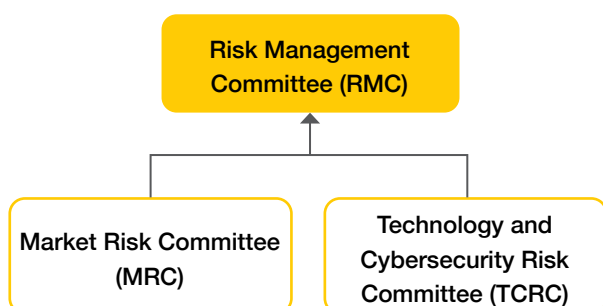 Risk Management
Committee (RMC)
Market Risk Committee
(MRC)
Technology and
Cybersecurity Risk
Committee (TCRC)